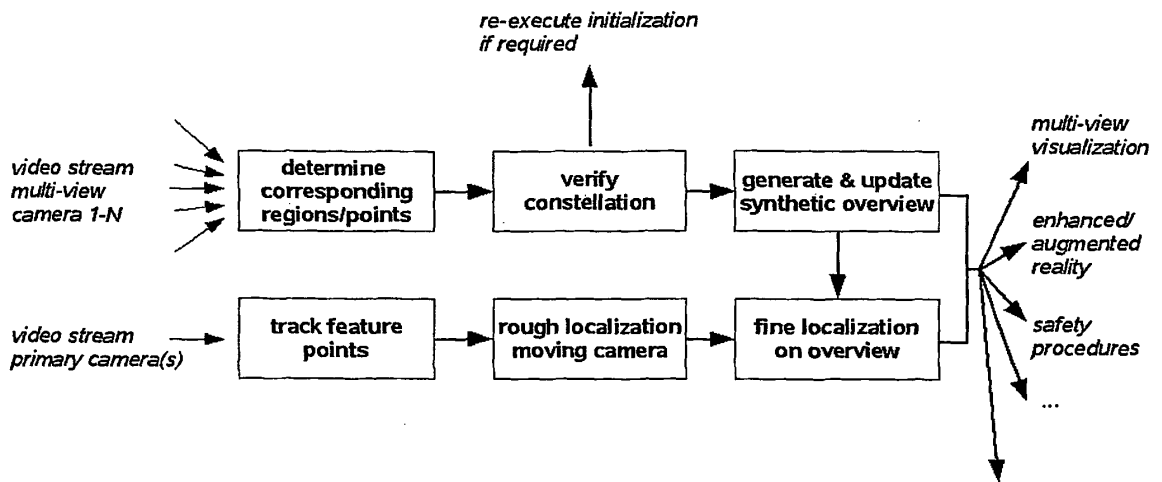 re-execute initialization
if required
video stream
multi-view
camera 1-N
determine
corresponding
regions/points
verify
constellation
generate & update
synthetic overview
multi-view
visualization
enhanced/
augmented
reality
safety
procedures
...
video stream
primary camera(s)
track feature
points
rough localization
moving camera
fine localization
on overview